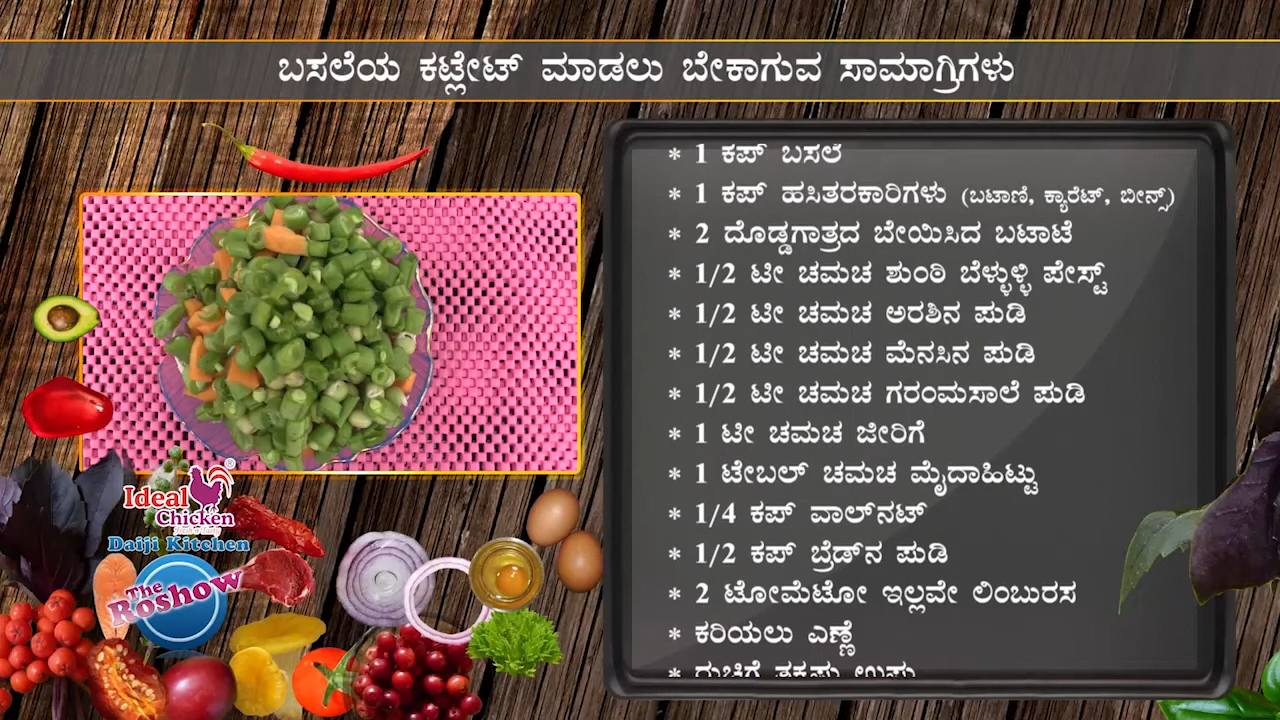 ಬಸಲೆಯ ಕಟ್ಲೇಟ್ ಮಾಡಲು ಬೇಕಾಗುವ ಸಾಮಾಗ್ರಿಗಳು
* 1 ಕಪ್ ಬಸಲೆ
* 1 ಕಪ್ ಹಸಿತರಕಾರಿಗಳು (ಬಟಾಣಿ, ಕ್ಯಾರೆಟ್, ಬೀನ್ಸ್)
* 2 ದೊಡ್ಡಗಾತ್ರದ ಬೇಯಿಸಿದ ಬಟಾಟೆ
* 1/2 ಟೀ ಚಮಚ ಶುಂಠಿ ಬೆಳ್ಳುಳ್ಳಿ ಪೇಸ್ಟ್
* 1/2 ಟೀ ಚಮಚ ಅರಶಿನ ಪುಡಿ
* 1/2 ಟೀ ಚಮಚ ಮೆನಸಿನ ಪುಡಿ
* 1/2 ಟೀ ಚಮಚ ಗರಂಮಸಾಲೆ ಪುಡಿ
* 1 ಟೀ ಚಮಚ ಜೀರಿಗೆ
* 1 ಟೇಬಲ್ ಚಮಚ ಮೈದಾಹಿಟ್ಟು
* 1/4 ಕಪ್ ವಾಲ್‌ನಟ್
* 1/2 ಕಪ್ ಬ್ರೆಡ್‌ನ ಪುಡಿ
* 2 ಟೋಮೆಟೋ ಇಲ್ಲವೇ ಲಿಂಬುರಸ
* ಕರಿಯಲು ಎಣ್ಣೆ
Ideal
Chicken
Daiji Kitchen
The
Roshow